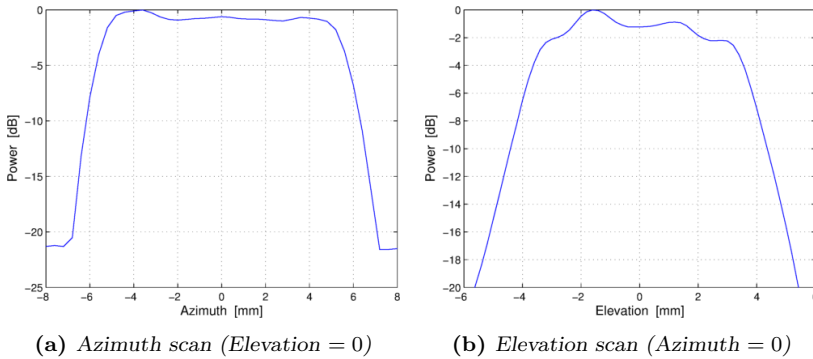 0
0
−2
−5
−4
−6
−10
−8
Power [dB]
Power [dB]
−10
−15
−12
−14
−20
−16
−18
−25
−20
−8 −6 −4 −2 0 2 4 6 8
−6 −4 −2 0 2 4
Azimuth [mm]
Elevation [mm]
(a) Azimuth scan (Elevation = 0)
(b) Elevation scan (Azimuth = 0)